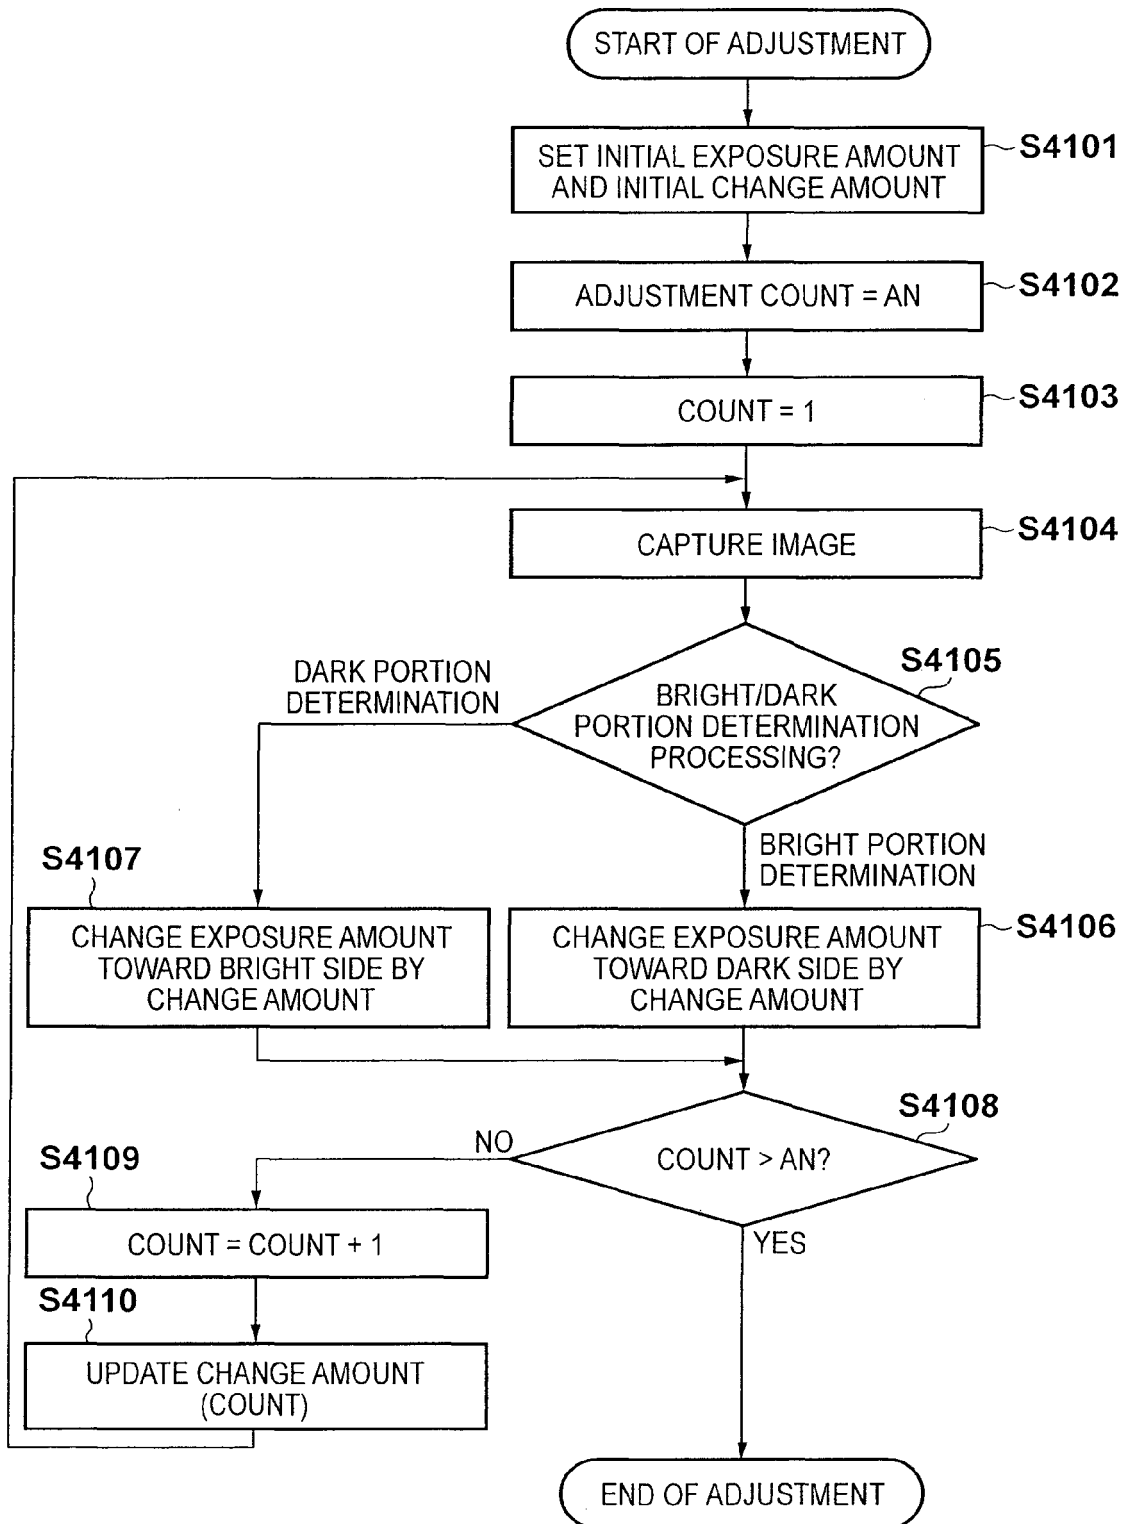 START OF ADJUSTMENT
SET INITIAL EXPOSURE AMOUNT
AND INITIAL CHANGE AMOUNT
S4101
ADJUSTMENT COUNT = AN
S4102
COUNT = 1
S4103
CAPTURE IMAGE
S4104
S4105
DARK PORTION
DETERMINATION
BRIGHT/DARK
PORTION DETERMINATION
PROCESSING?
BRIGHT PORTION
DETERMINATION
S4107
CHANGE EXPOSURE AMOUNT
TOWARD BRIGHT SIDE BY
CHANGE AMOUNT
CHANGE EXPOSURE AMOUNT
TOWARD DARK SIDE BY
CHANGE AMOUNT
S4106
S4108
NO
COUNT > AN?
YES
S4109
COUNT = COUNT + 1
S4110
UPDATE CHANGE AMOUNT
(COUNT)
END OF ADJUSTMENT